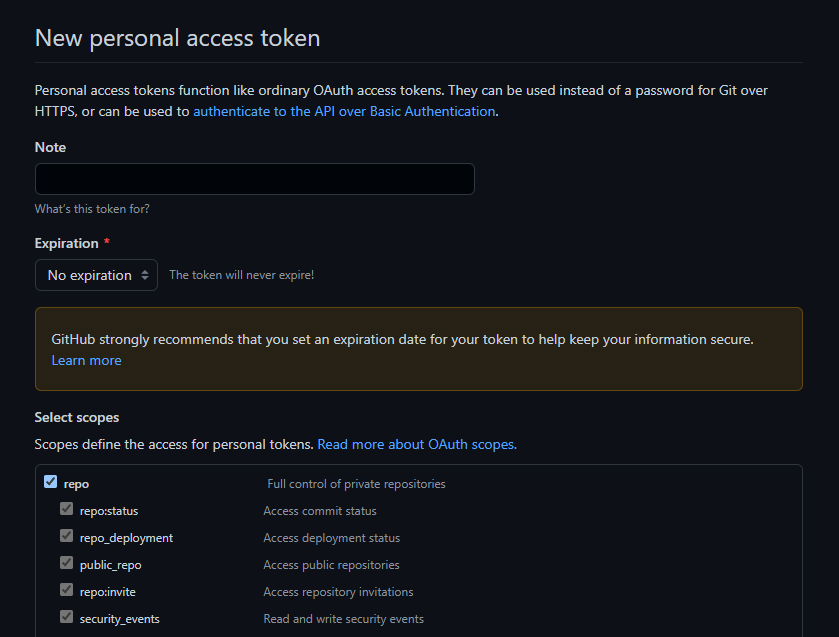 New personal access token
Personal access tokens function like ordinary OAuth access tokens. They can be used instead of a password for Git over
HTTPS, or can be used to authenticate to the API over Basic Authentication.
Note
What's this token for?
Expiration *
No expiration The token will never expire!
GitHub strongly recommends that you set an expiration date for your token to help keep your information secure.
Learn more
Select scopes
Scopes define the access for personal tokens. Read more about OAuth scopes.
repo Full control of private repositories
repo:status Access commit status
repo_deployment Access deployment status
public_repo Access public repositories
repo:invite Access repository invitations
security_events Read and write security events